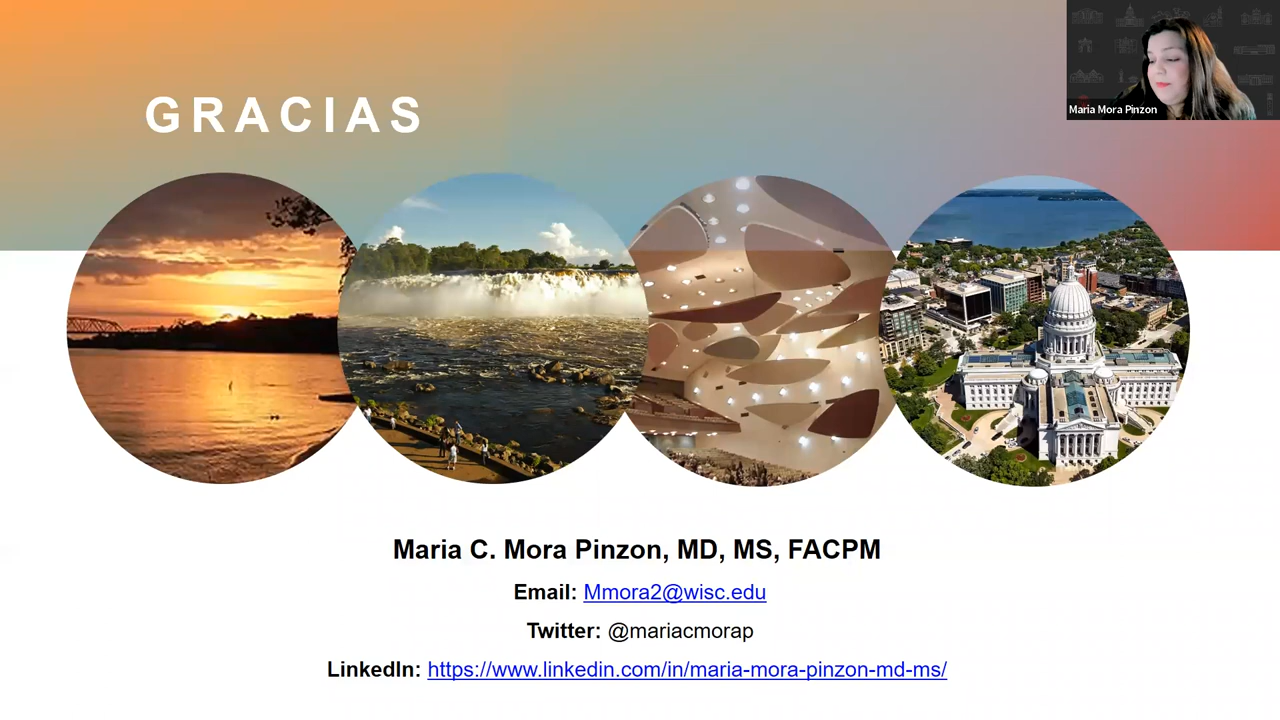 GRACIAS
Maria Mora Pinzon
Maria C. Mora Pinzon, MD, MS, FACPM
Email: Mmora2@wisc.edu
Twitter: @mariacmorap
LinkedIn: https://www.linkedin.com/in/maria-mora-pinzon-md-ms/